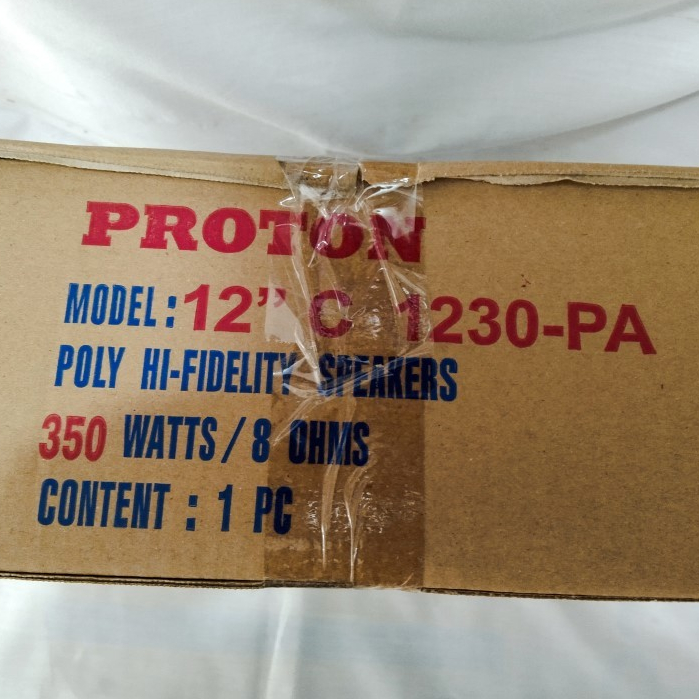 PROTON
MODEL: 12" C 1230-PA
POLY HI-FIDELITY SPEAKERS
350 WATTS / 8 OHMS
CONTENT : 1 PC